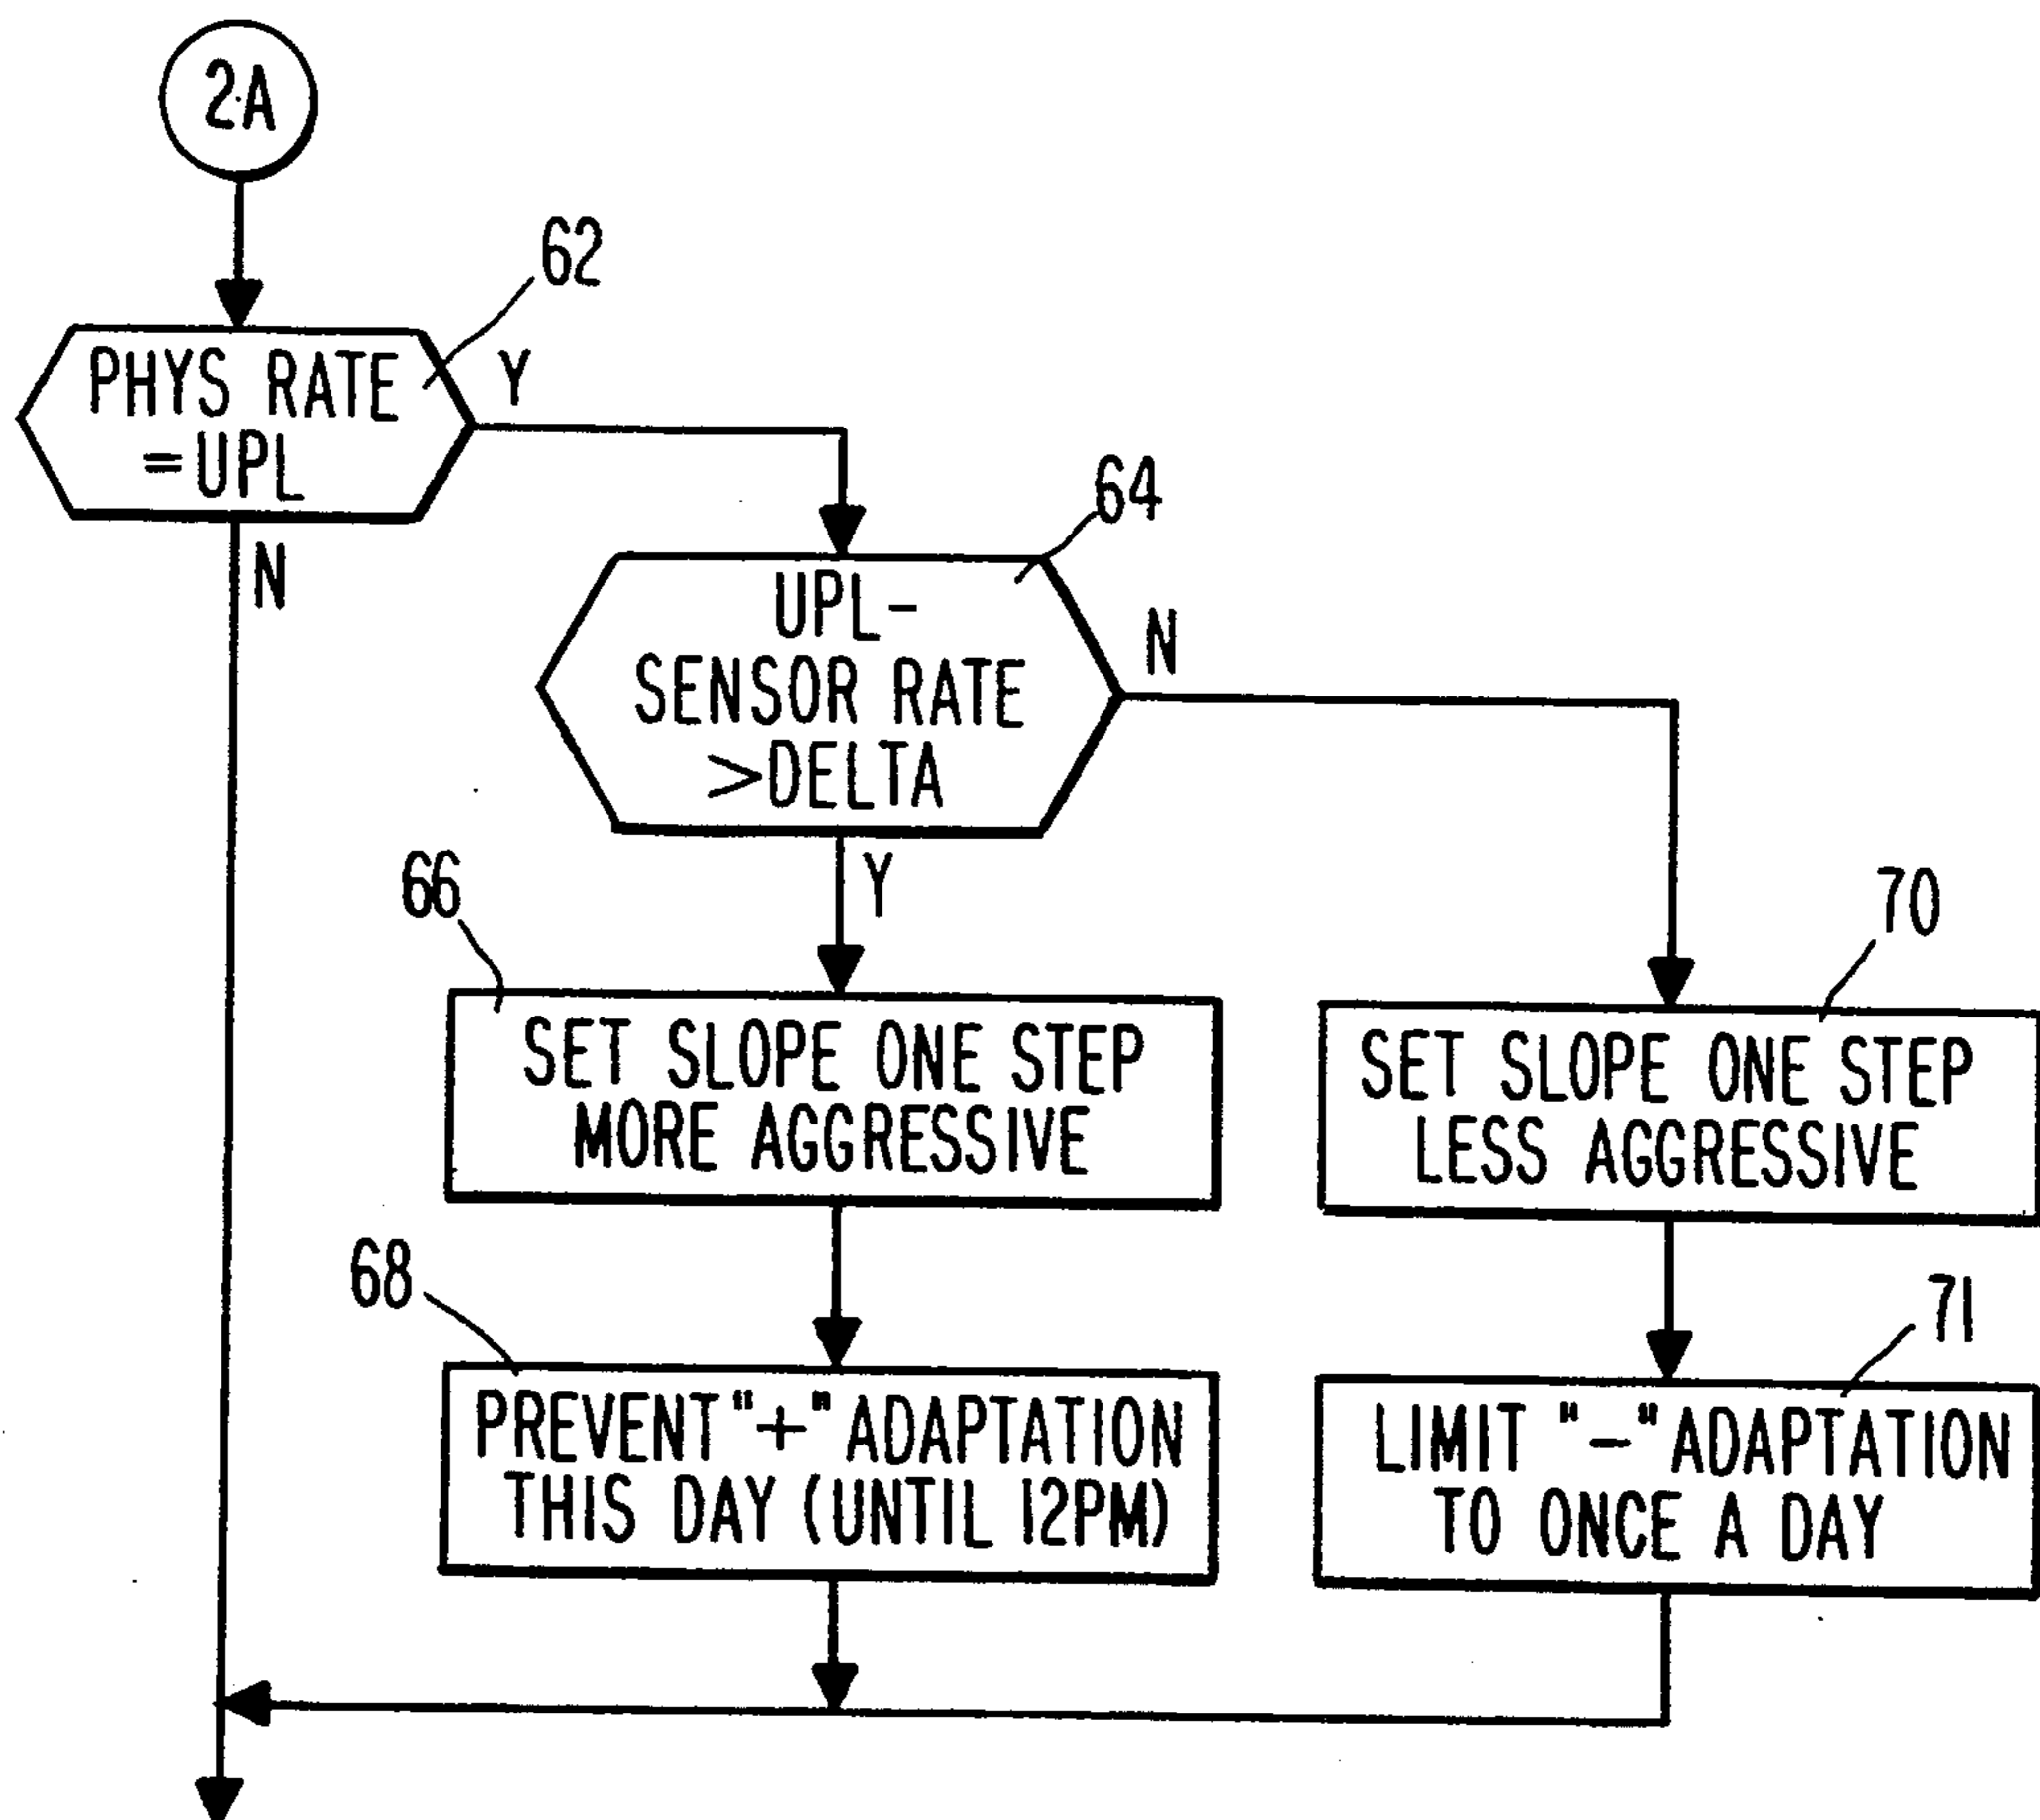 2A
62
PHYS RATE
=UPL
Y
N
64
UPL-
SENSOR RATE
>DELTA
N
Y
66
SET SLOPE ONE STEP
MORE AGGRESSIVE
70
SET SLOPE ONE STEP
LESS AGGRESSIVE
68
PREVENT "+" ADAPTATION
THIS DAY (UNTIL 12PM)
71
LIMIT "-" ADAPTATION
TO ONCE A DAY